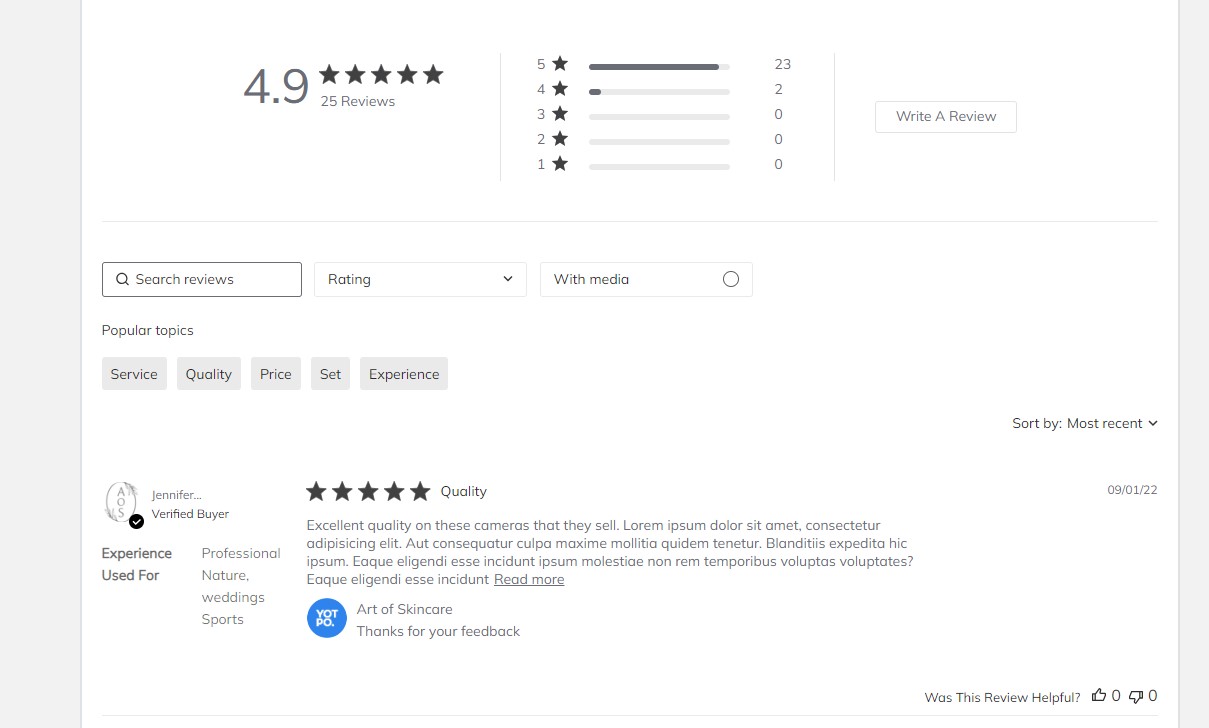 4.9
25 Reviews
5 23
4 2
3 0
2 0
1 0
Write A Review
Search reviews
Rating
With media
Popular topics
Service Quality Price Set Experience
Sort by: Most recent
AOS
Jennifer...
Verified Buyer
Experience Professional
Used For Nature,
weddings
Sports
Quality
09/01/22
Excellent quality on these cameras that they sell. Lorem ipsum dolor sit amet, consectetur
adipisicing elit. Aut consequatur culpa maxime mollitia quidem tenetur. Blanditiis expedita hic
ipsum. Eaque eligendi esse incidunt ipsum molestiae non rem temporibus voluptas voluptates?
Eaque eligendi esse incidunt Read more
YOT
PO.
Art of Skincare
Thanks for your feedback
Was This Review Helpful? 0 0